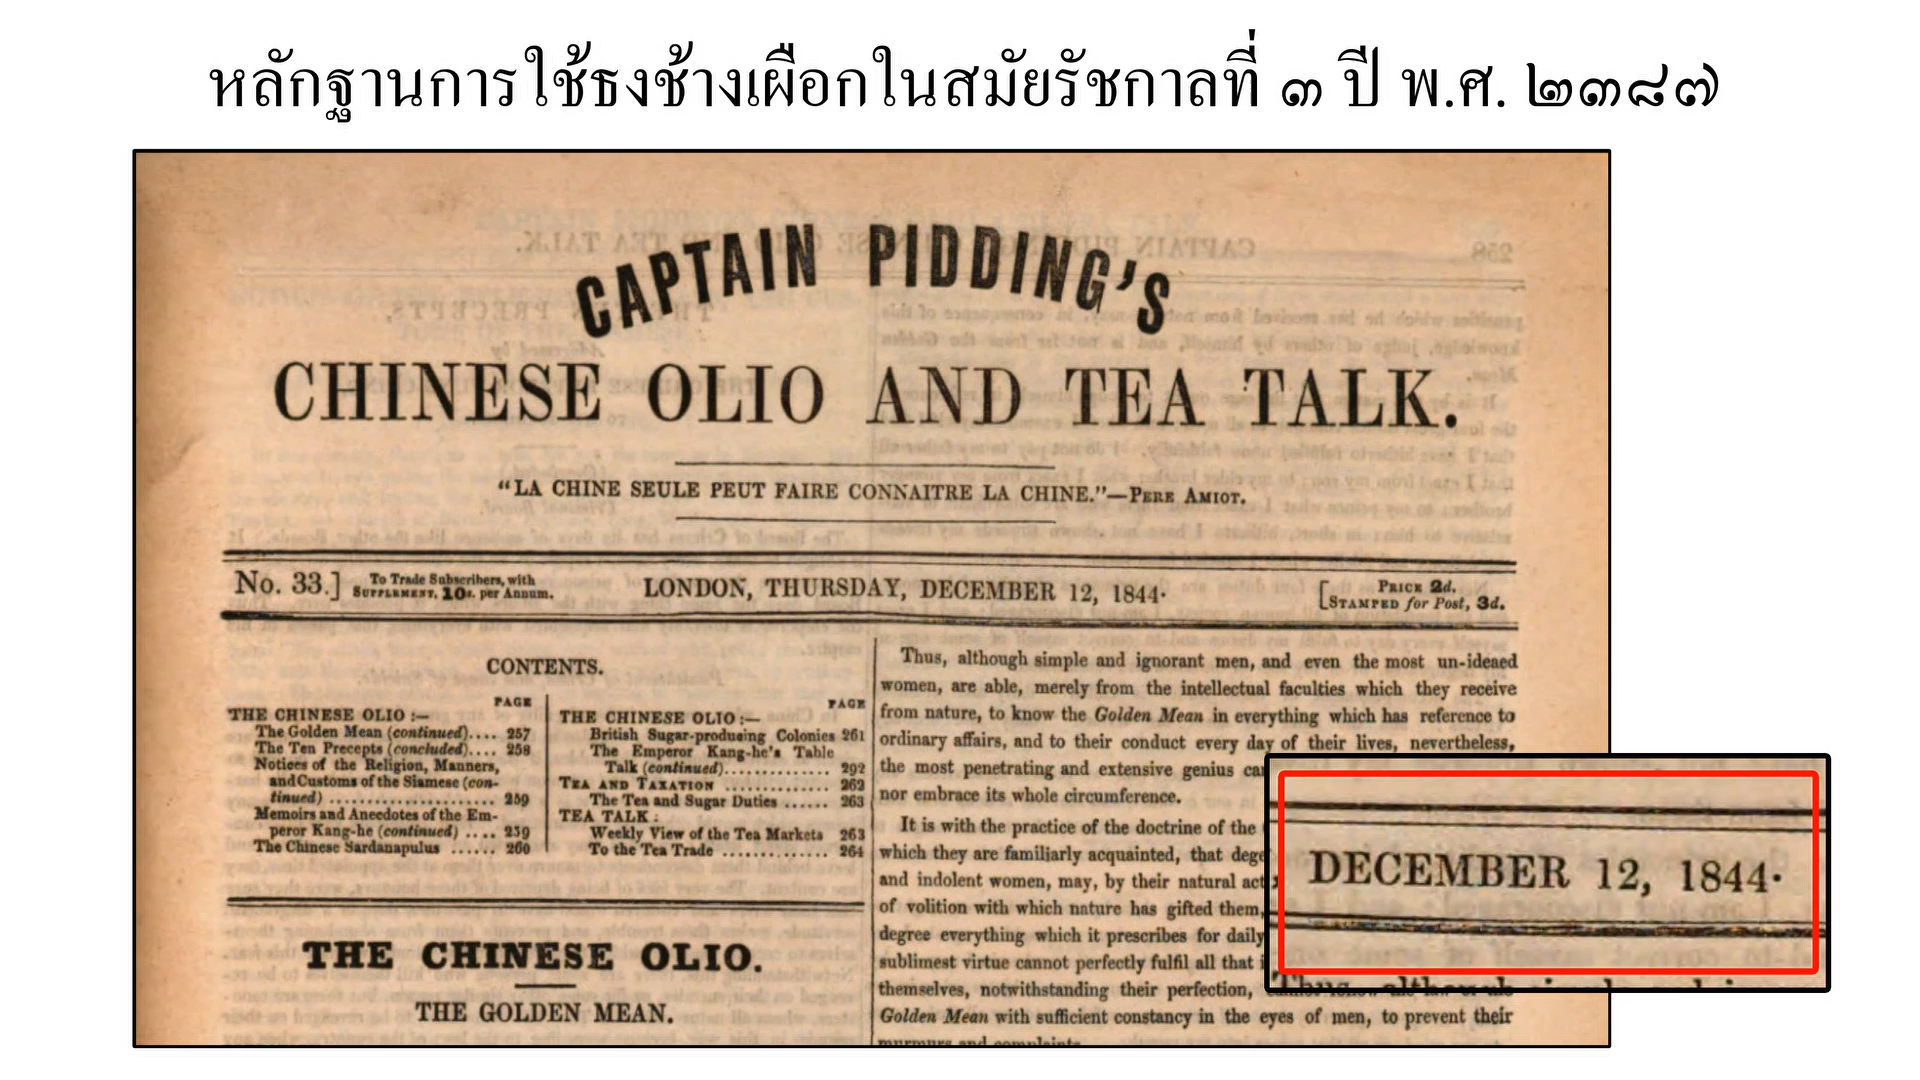 หลักฐานการใช้ธงช้างเผือกในสมัยรัชกาลที่ ๓ ปี พ.ศ. ๒๓๘๗
CAPTAIN PIDDING'S
CHINESE OLIO AND TEA TALK.
"LA CHINE SEULE PEUT FAIRE CONNAITRE LA CHINE."—PERE AMIOT.
No. 33.] To Trade Subscribers, with SUPPLEMENT, 10s. per Annum. LONDON, THURSDAY, DECEMBER 12, 1844· [PRICE 2d. STAMPED for Post, 3d.
CONTENTS.
PAGE
THE CHINESE OLIO :—
The Golden Mean (continued).... 257
The Ten Precepts (concluded).... 258
Notices of the Religion, Manners,
and Customs of the Siamese (con-
tinued) ........................ 259
Memoirs and Anecdotes of the Em-
peror Kang-he (continued) .... 259
The Chinese Sardanapulus ...... 260
PAGE
THE CHINESE OLIO :—
British Sugar-produeing Colonies 261
The Emperor Kang-he's Table
Talk (continued)............... 292
TEA AND TAXATION ............. 262
The Tea and Sugar Duties ...... 263
TEA TALK :
Weekly View of the Tea Markets 263
To the Tea Trade ............... 264
THE CHINESE OLIO.
THE GOLDEN MEAN.
Thus, although simple and ignorant men, and even the most un-ideaed
women, are able, merely from the intellectual faculties which they receive
from nature, to know the Golden Mean in everything which has reference to
ordinary affairs, and to their conduct every day of their lives, nevertheless,
the most penetrating and extensive genius
nor embrace its whole circumference.
It is with the practice of the doctrine of the
which they are familiarly acquainted, that
and indolent women, may, by their natural
of volition with which nature has gifted them,
degree everything which it prescribes for daily
sublimest virtue cannot perfectly fulfil all that
themselves, notwithstanding their perfection,
Golden Mean with sufficient constancy in the eyes of men, to prevent their
murmurs and complaints.
DECEMBER 12, 1844·